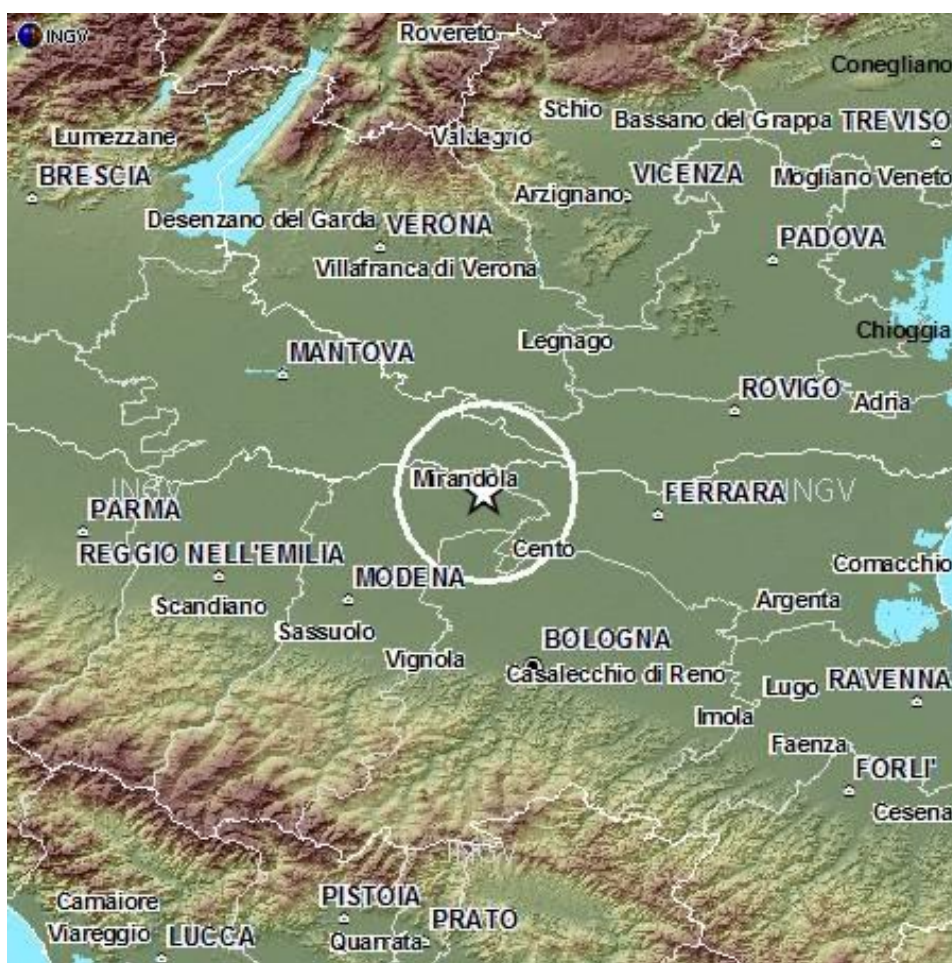 INGV
Rovereto
Conegliano
Schio
Bassano del Grappa
TREVISO
Lumezzane
Valdagno
BRESCIA
Arzignano
VICENZA
Mogliano Veneto
Desenzano del Garda
VERONA
PADOVA
Villafranca di Verona
Chioggia
Legnago
MANTOVA
ROVIGO
Adria
Mirandola
INGV
FERRARA
INGV
PARMA
Cento
REGGIO NELL'EMILIA
Comacchio
MODENA
Scandiano
Argenta
Sassuolo
BOLOGNA
Vignola
Casalecchio di Reno
Lugo
RAVENNA
Imola
Faenza
FORLI'
Cesena
INGV
Camaiore
PISTOIA
PRATO
Viareggio
LUCCA
Quarrata